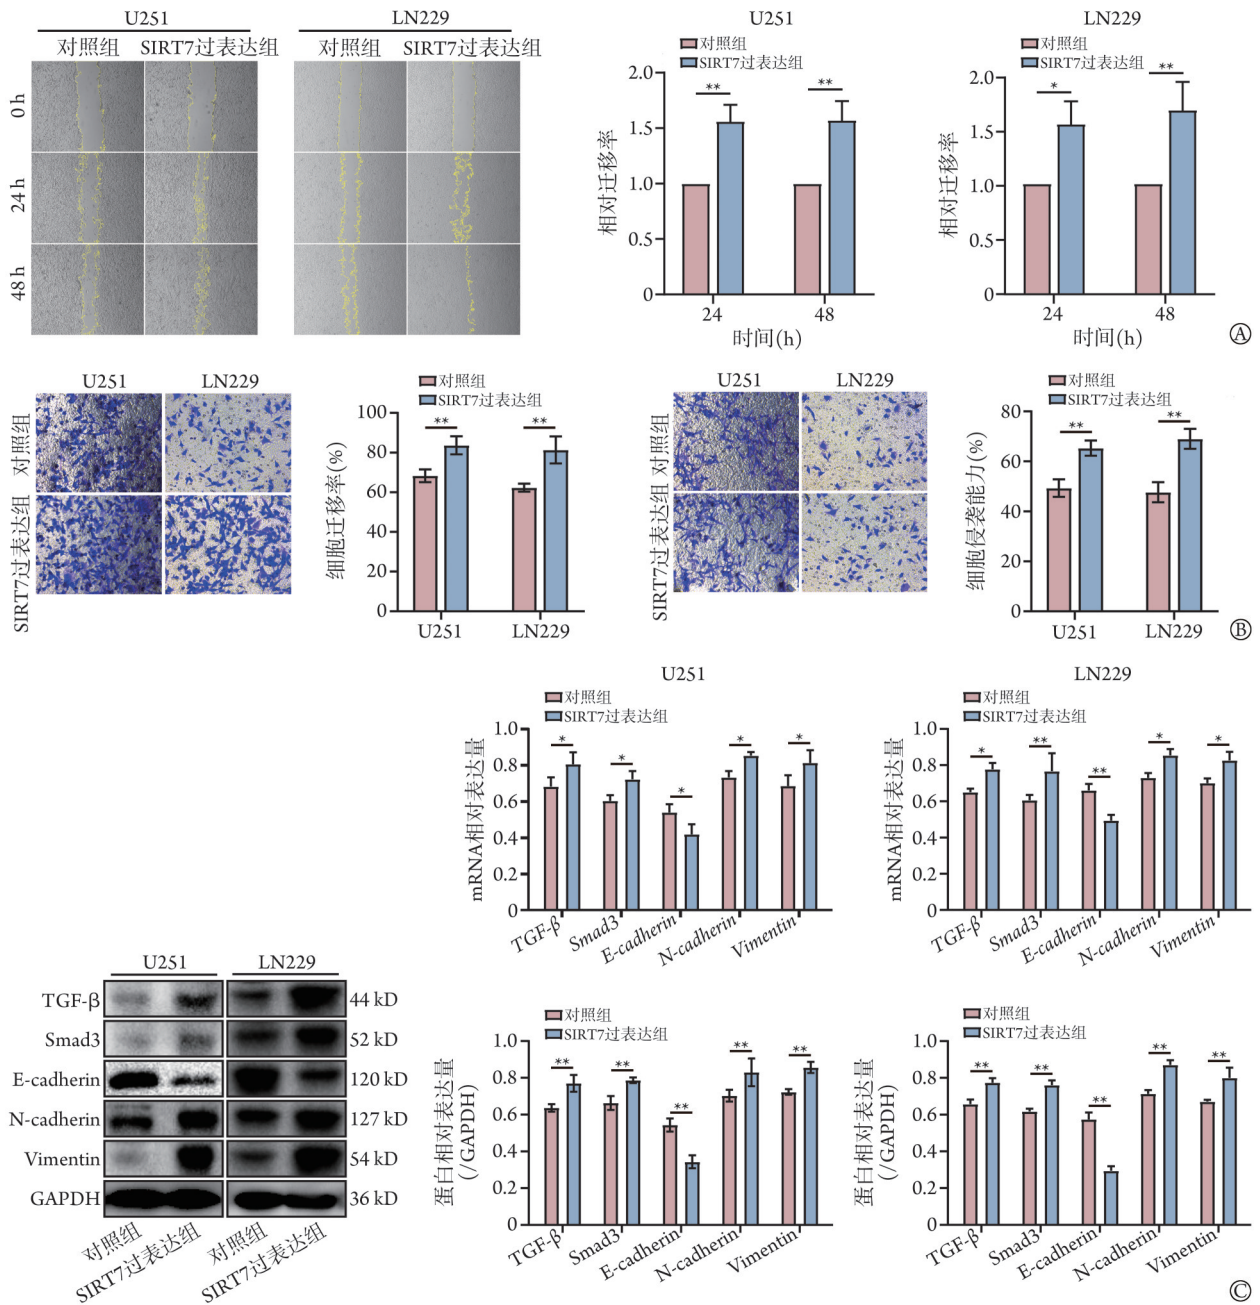 U251
LN229
对照组
SIRT7过表达组
对照组
SIRT7过表达组
0 h
24 h
48 h
U251
对照组
SIRT7过表达组
相对迁移率
2.0
1.5
1.0
0.5
0
24
48
时间(h)
LN229
对照组
SIRT7过表达组
相对迁移率
2.0
1.5
1.0
0.5
0
24
48
时间(h)
** **
* **
Ⓐ
U251
LN229
对照组
SIRT7过表达组
对照组
SIRT7过表达组
细胞迁移率(%)
100
80
60
40
20
0
** **
U251
LN229
U251
LN229
对照组
SIRT7过表达组
对照组
SIRT7过表达组
细胞侵袭能力(%)
80
60
40
20
0
** **
U251
LN229
Ⓑ
U251
对照组
SIRT7过表达组
mRNA相对表达量
1.0
0.8
0.6
0.4
0.2
0
* * * * *
TGF-β
Smad3
E-cadherin
N-cadherin
Vimentin
LN229
对照组
SIRT7过表达组
mRNA相对表达量
1.0
0.8
0.6
0.4
0.2
0
* ** ** * *
TGF-β
Smad3
E-cadherin
N-cadherin
Vimentin
U251
LN229
TGF-β
44 kD
Smad3
52 kD
E-cadherin
120 kD
N-cadherin
127 kD
Vimentin
54 kD
GAPDH
36 kD
对照组
SIRT7过表达组
对照组
SIRT7过表达组
对照组
SIRT7过表达组
蛋白相对表达量
(/GAPDH)
1.0
0.8
0.6
0.4
0.2
0
** ** ** ** **
TGF-β
Smad3
E-cadherin
N-cadherin
Vimentin
对照组
SIRT7过表达组
蛋白相对表达量
(/GAPDH)
1.0
0.8
0.6
0.4
0.2
0
** ** ** ** **
TGF-β
Smad3
E-cadherin
N-cadherin
Vimentin
Ⓒ